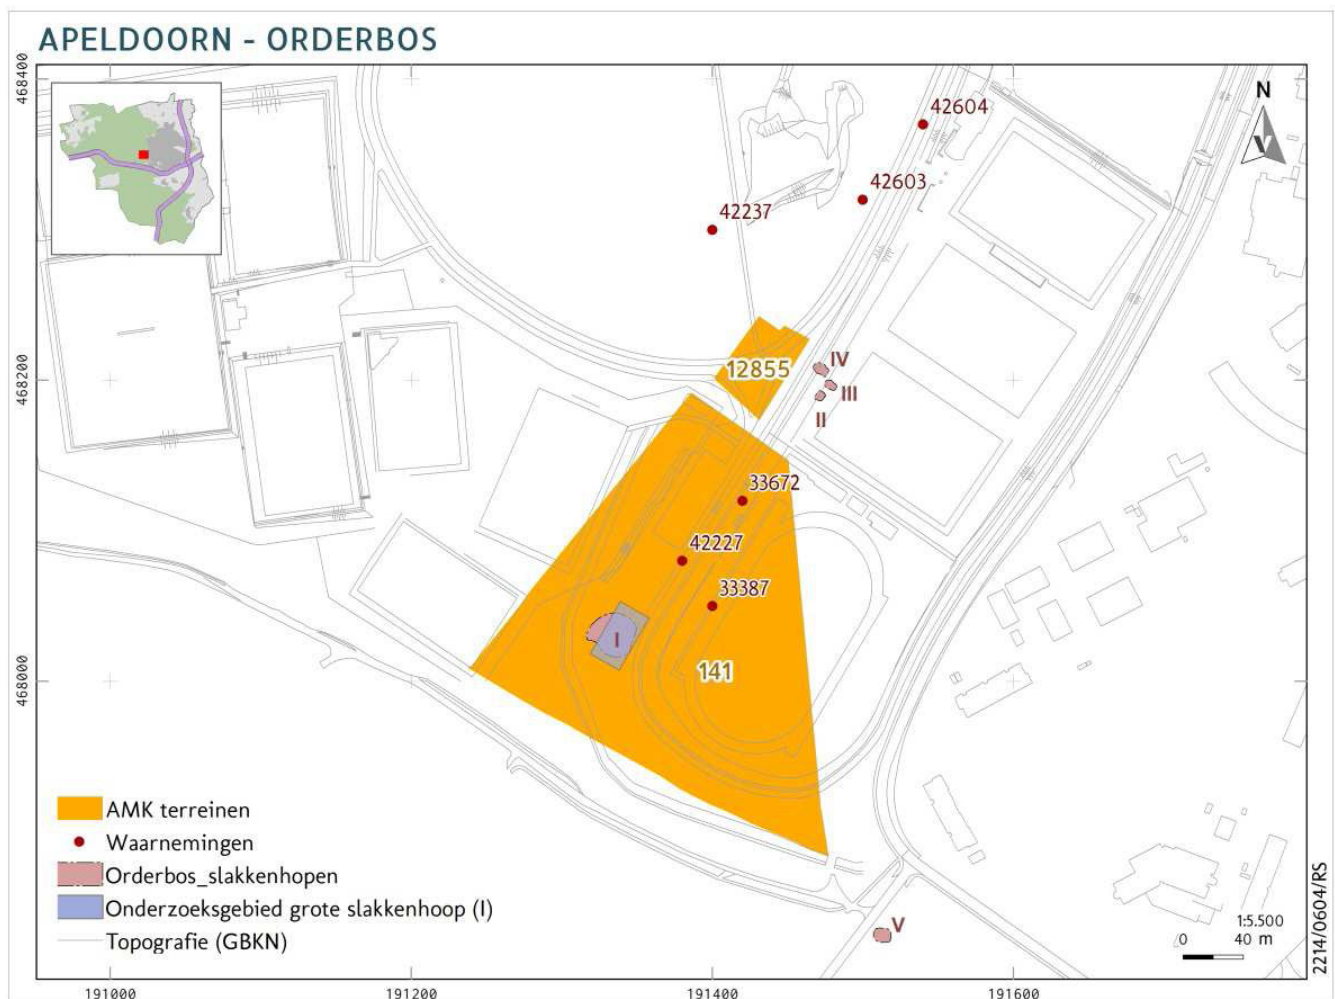 APELDOORN - ORDERBOS
468400
N
42604
42603
42237
468200
12855
IV
III
II
33672
42227
33387
I
141
468000
AMK terreinen
Waarnemingen
Orderbos_slakkenhopen
Onderzoeksgebied grote slakkenhoop (I)
Topografie (GBKN)
V
1:5.500
0 40 m
2214/0604/RS
191000 191200 191400 191600